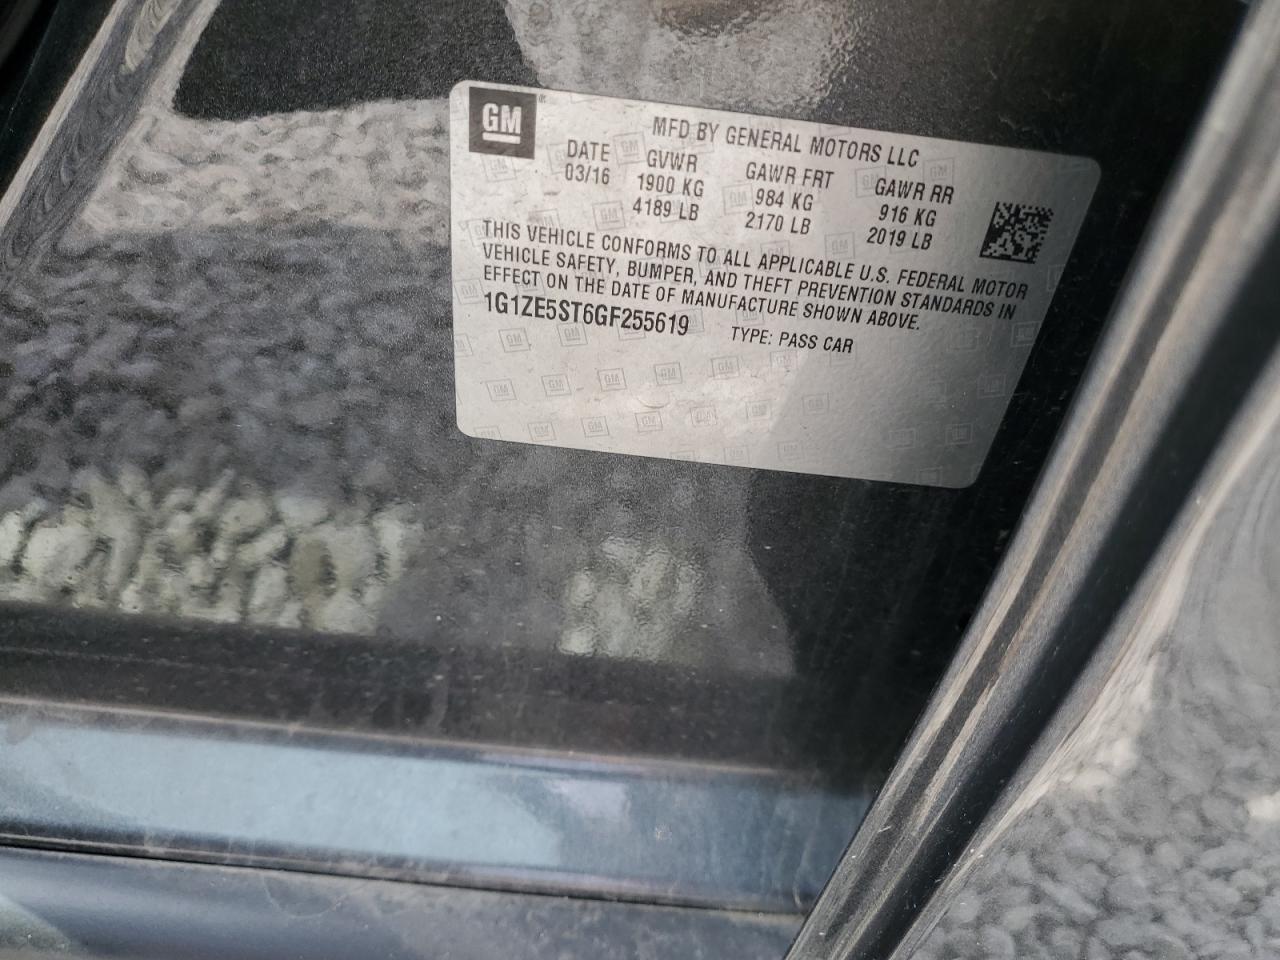 GM
MFD BY GENERAL MOTORS LLC
DATE GVWR GAWR FRT GAWR RR
03/16 1900 KG 984 KG 916 KG
4189 LB 2170 LB 2019 LB
THIS VEHICLE CONFORMS TO ALL APPLICABLE U.S. FEDERAL MOTOR
VEHICLE SAFETY, BUMPER, AND THEFT PREVENTION STANDARDS IN
EFFECT ON THE DATE OF MANUFACTURE SHOWN ABOVE.
1G1ZE5ST6GF255619 TYPE: PASS CAR